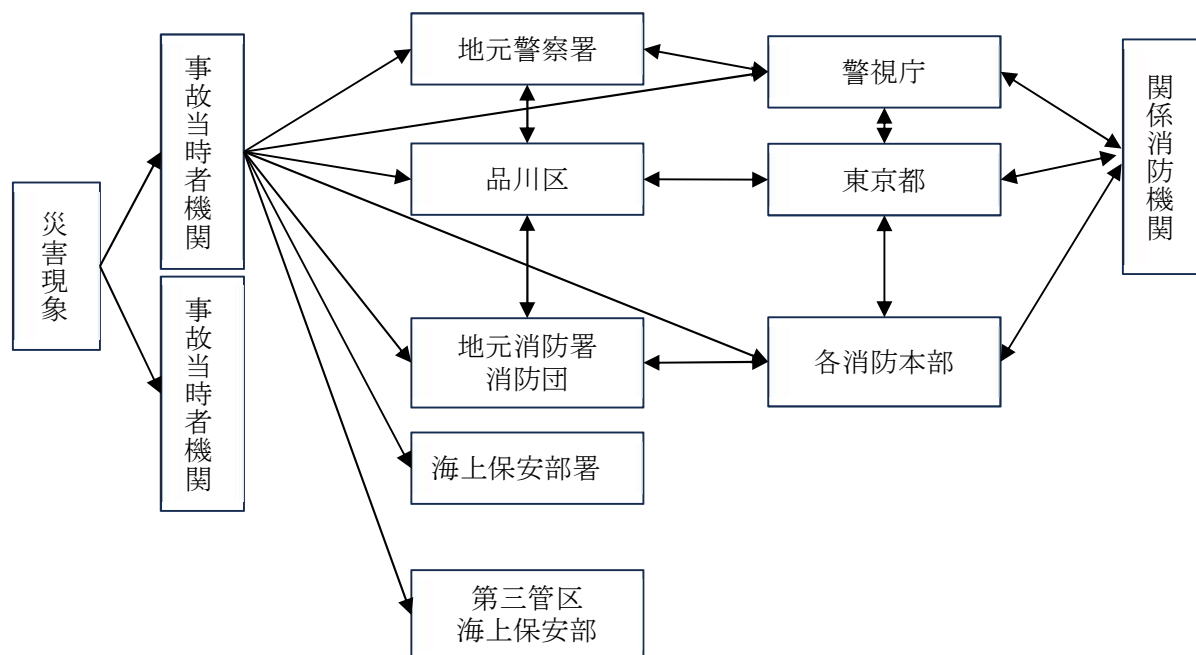 災害現象
事故当時者機関
事故当時者機関
地元警察署
品川区
地元消防署
消防団
海上保安部署
第三管区
海上保安部
警視庁
東京都
各消防本部
関係消防機関